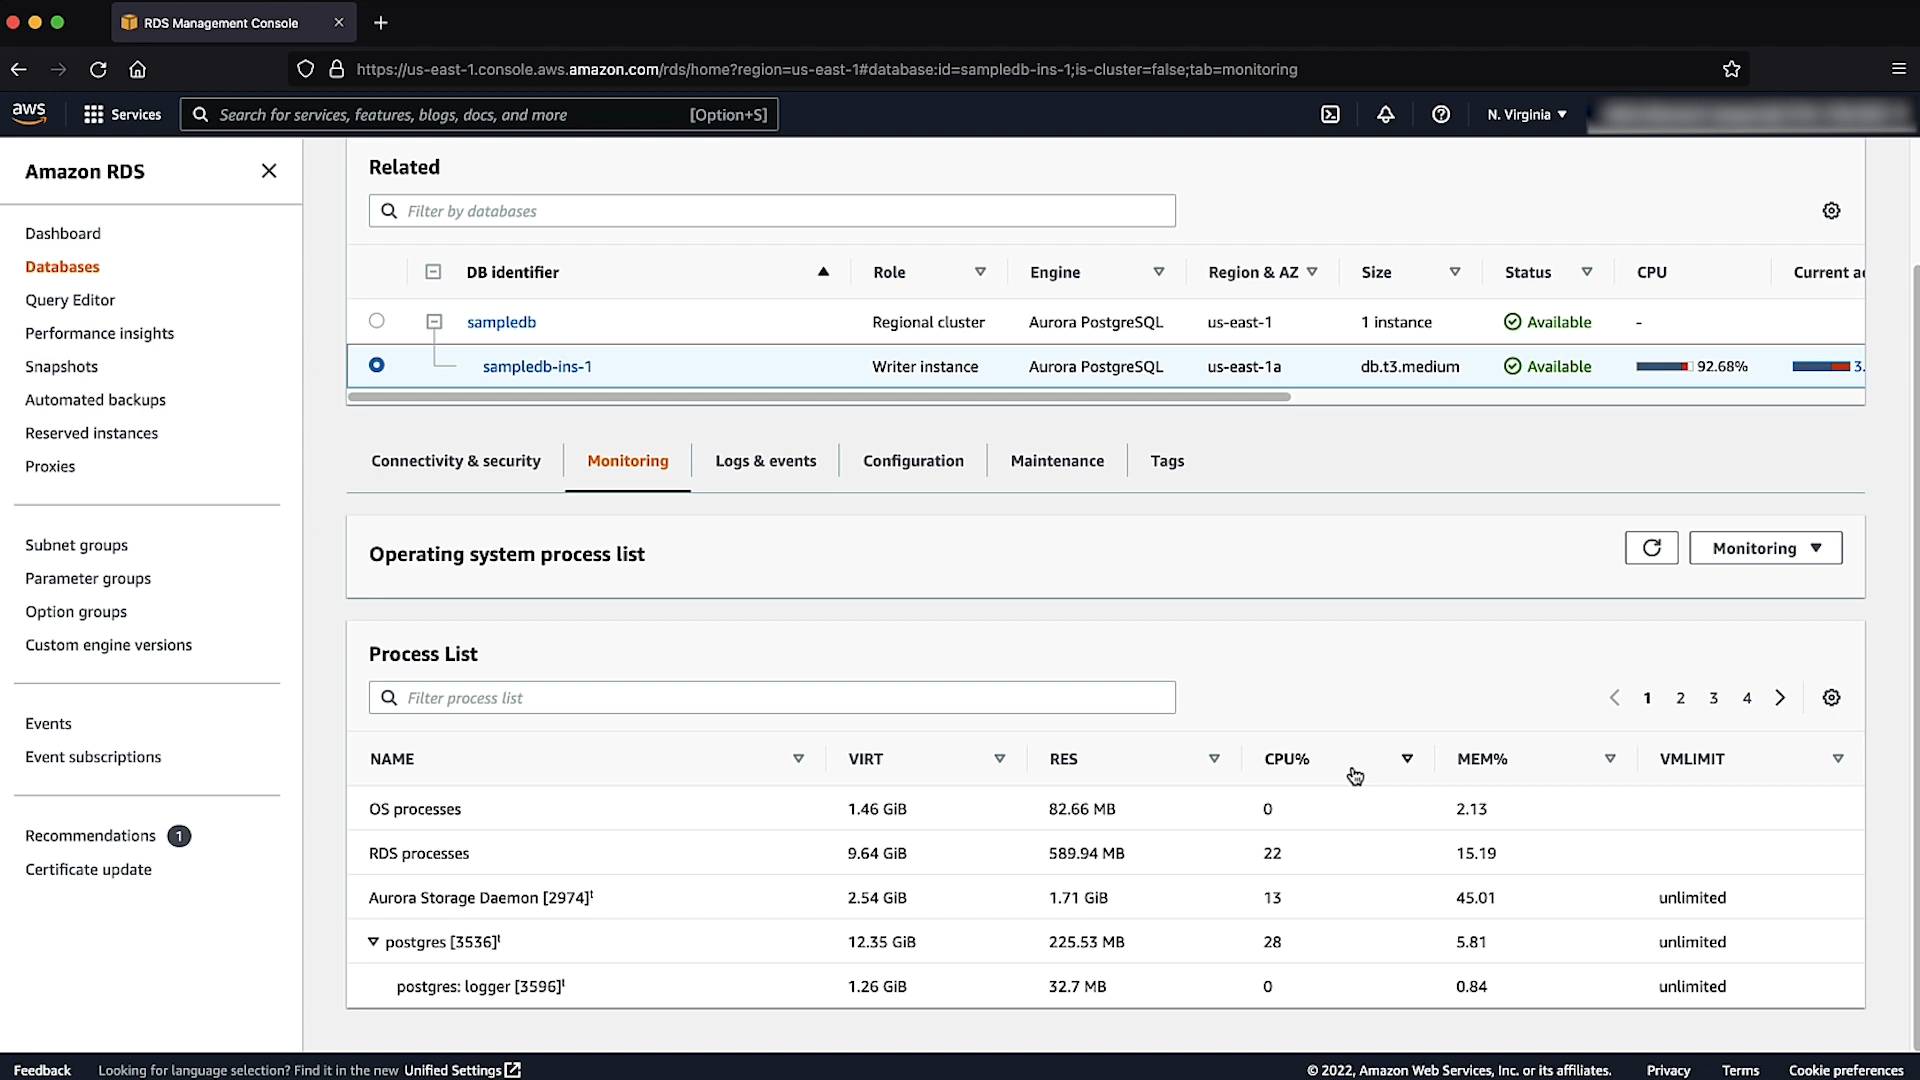 RDS Management Console
https://us-east-1.console.aws.amazon.com/rds/home?region=us-east-1#database:id=sampledb-ins-1;is-cluster=false;tab=monitoring
aws Services Search for services, features, blogs, docs, and more [Option+S] N. Virginia
Amazon RDS
Dashboard
Databases
Query Editor
Performance insights
Snapshots
Automated backups
Reserved instances
Proxies
Subnet groups
Parameter groups
Option groups
Custom engine versions
Events
Event subscriptions
Recommendations 1
Certificate update
Related
Filter by databases
DB identifier Role Engine Region & AZ Size Status CPU Current a
sampledb Regional cluster Aurora PostgreSQL us-east-1 1 instance Available -
sampledb-ins-1 Writer instance Aurora PostgreSQL us-east-1a db.t3.medium Available 92.68% 3.
Connectivity & security Monitoring Logs & events Configuration Maintenance Tags
Operating system process list Monitoring
Process List
Filter process list 1 2 3 4
NAME VIRT RES CPU% MEM% VMLIMIT
OS processes 1.46 GiB 82.66 MB 0 2.13
RDS processes 9.64 GiB 589.94 MB 22 15.19
Aurora Storage Daemon [2974]t 2.54 GiB 1.71 GiB 13 45.01 unlimited
postgres [3536]t 12.35 GiB 225.53 MB 28 5.81 unlimited
postgres: logger [3596]t 1.26 GiB 32.7 MB 0 0.84 unlimited
Feedback Looking for language selection? Find it in the new Unified Settings © 2022, Amazon Web Services, Inc. or its affiliates. Privacy Terms Cookie preferences